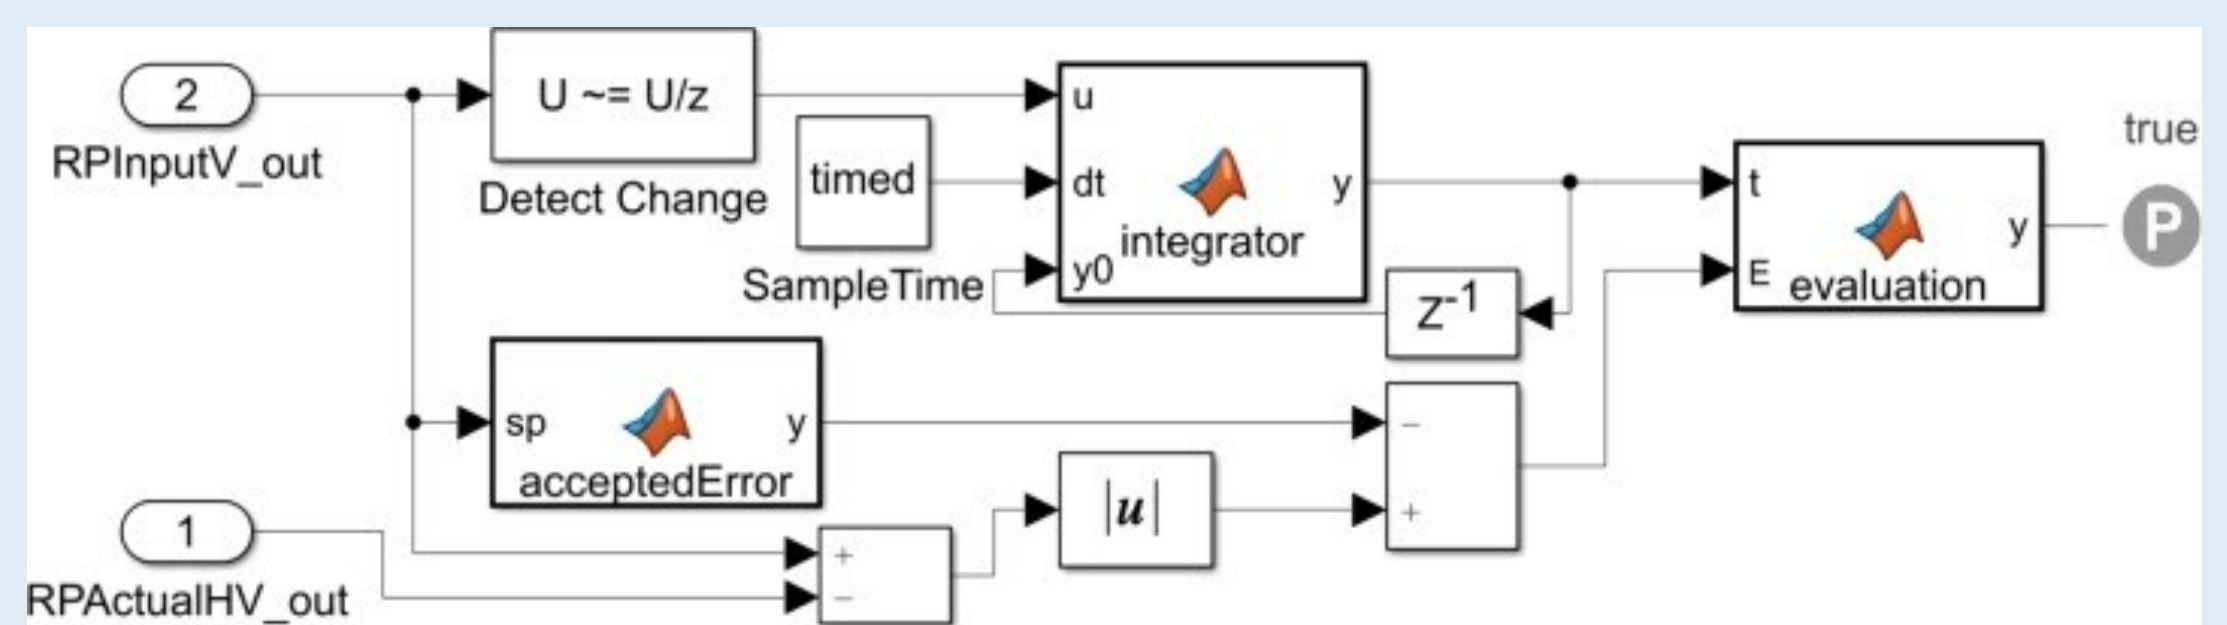 2
RPInputV_out
U ~= U/z
Detect Change
timed
SampleTime
u
dt
y0
y
integrator
Z-1
t
E
y
evaluation
true
P
sp
y
acceptedError
1
RPActualHV_out
+
−
|u|
−
+